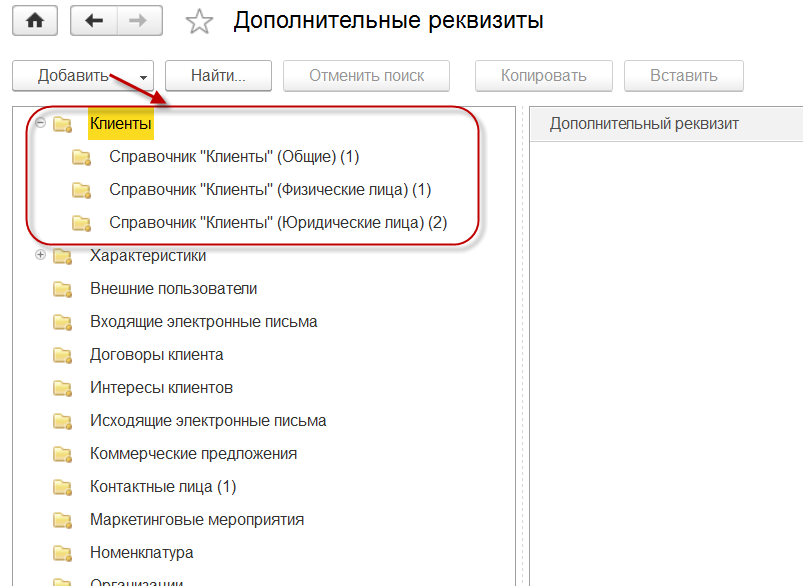 Дополнительные реквизиты
Добавить Найти... Отменить поиск Копировать Вставить
Клиенты
Дополнительный реквизит
Справочник "Клиенты" (Общие) (1)
Справочник "Клиенты" (Физические лица) (1)
Справочник "Клиенты" (Юридические лица) (2)
Характеристики
Внешние пользователи
Входящие электронные письма
Договоры клиента
Интересы клиентов
Исходящие электронные письма
Коммерческие предложения
Контактные лица (1)
Маркетинговые мероприятия
Номенклатура
Организации